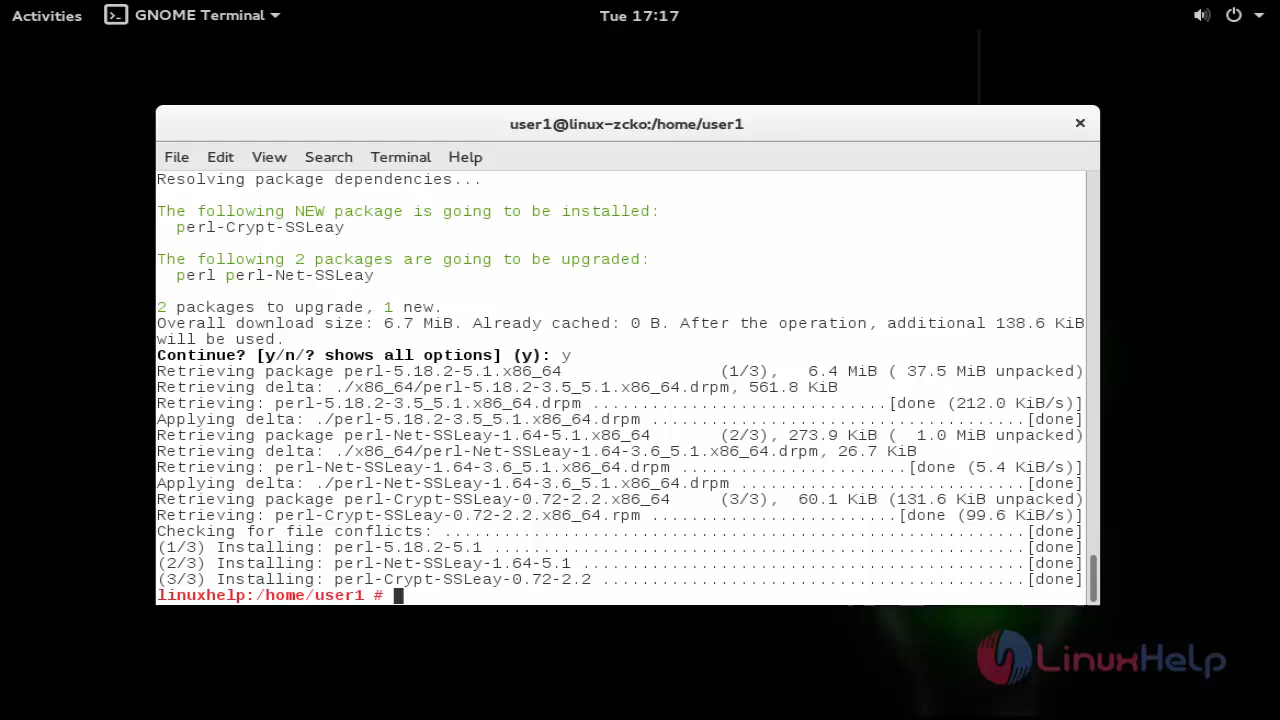 Activities GNOME Terminal Tue 17:17
user1@linux-zcko:/home/user1
File Edit View Search Terminal Help
Resolving package dependencies...
The following NEW package is going to be installed:
perl-Crypt-SSLeay
The following 2 packages are going to be upgraded:
perl perl-Net-SSLeay
2 packages to upgrade, 1 new.
Overall download size: 6.7 MiB. Already cached: 0 B. After the operation, additional 138.6 KiB
will be used.
Continue? [y/n/? shows all options] (y): y
Retrieving package perl-5.18.2-5.1.x86_64 (1/3), 6.4 MiB ( 37.5 MiB unpacked)
Retrieving delta: ./x86_64/perl-5.18.2-3.5_5.1.x86_64.drpm, 561.8 KiB
Retrieving: perl-5.18.2-3.5_5.1.x86_64.drpm ..............................[done (212.0 KiB/s)]
Applying delta: ./perl-5.18.2-3.5_5.1.x86_64.drpm ......................................[done]
Retrieving package perl-Net-SSLeay-1.64-5.1.x86_64 (2/3), 273.9 KiB ( 1.0 MiB unpacked)
Retrieving delta: ./x86_64/perl-Net-SSLeay-1.64-3.6_5.1.x86_64.drpm, 26.7 KiB
Retrieving: perl-Net-SSLeay-1.64-3.6_5.1.x86_64.drpm .......................[done (5.4 KiB/s)]
Applying delta: ./perl-Net-SSLeay-1.64-3.6_5.1.x86_64.drpm .............................[done]
Retrieving package perl-Crypt-SSLeay-0.72-2.2.x86_64 (3/3), 60.1 KiB (131.6 KiB unpacked)
Retrieving: perl-Crypt-SSLeay-0.72-2.2.x86_64.rpm .........................[done (99.6 KiB/s)]
Checking for file conflicts: ...........................................................[done]
(1/3) Installing: perl-5.18.2-5.1 ......................................................[done]
(2/3) Installing: perl-Net-SSLeay-1.64-5.1 .............................................[done]
(3/3) Installing: perl-Crypt-SSLeay-0.72-2.2 ...........................................[done]
linuxhelp:/home/user1 #
LinuxHelp